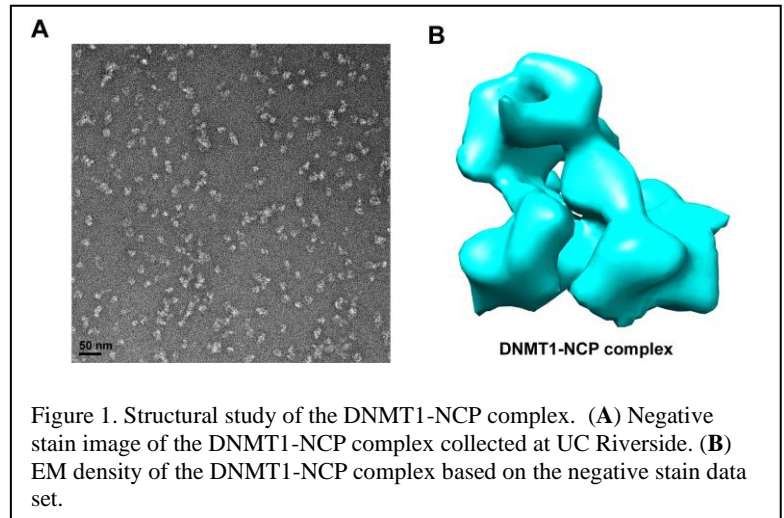 A
B
50 nm
DNMT1-NCP complex
Figure 1. Structural study of the DNMT1-NCP complex. (A) Negative
stain image of the DNMT1-NCP complex collected at UC Riverside. (B)
EM density of the DNMT1-NCP complex based on the negative stain data
set.